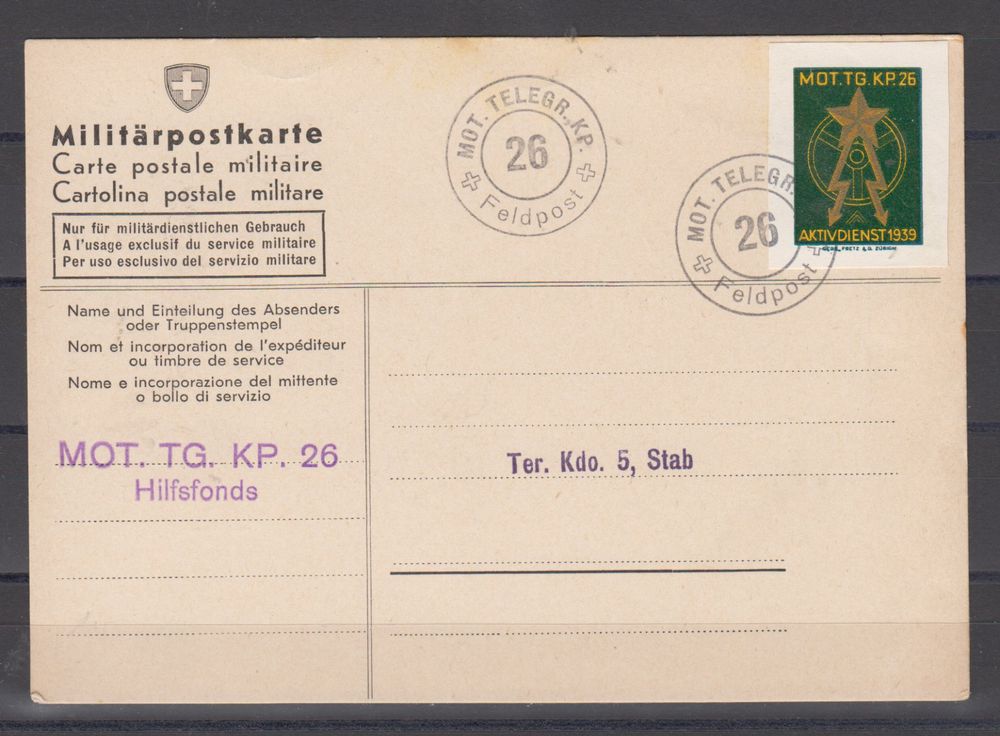 Militärpostkarte
Carte postale militaire
Cartolina postale militare
Nur für militärdienstlichen Gebrauch
A l'usage exclusif du service militaire
Per uso esclusivo del servizio militare
MOT. TELEGR. KP.
26
Feldpost
MOT. TELEGR.
26
Feldpost
MOT. TG. KP. 26
AKTIVDIENST 1939
GEBR. FRETZ A.G. ZÜRICH
Name und Einteilung des Absenders
oder Truppenstempel
Nom et incorporation de l'expéditeur
ou timbre de service
Nome e incorporazione del mittente
o bollo di servizio
MOT. TG. KP. 26
Hilfsfonds
Ter. Kdo. 5, Stab